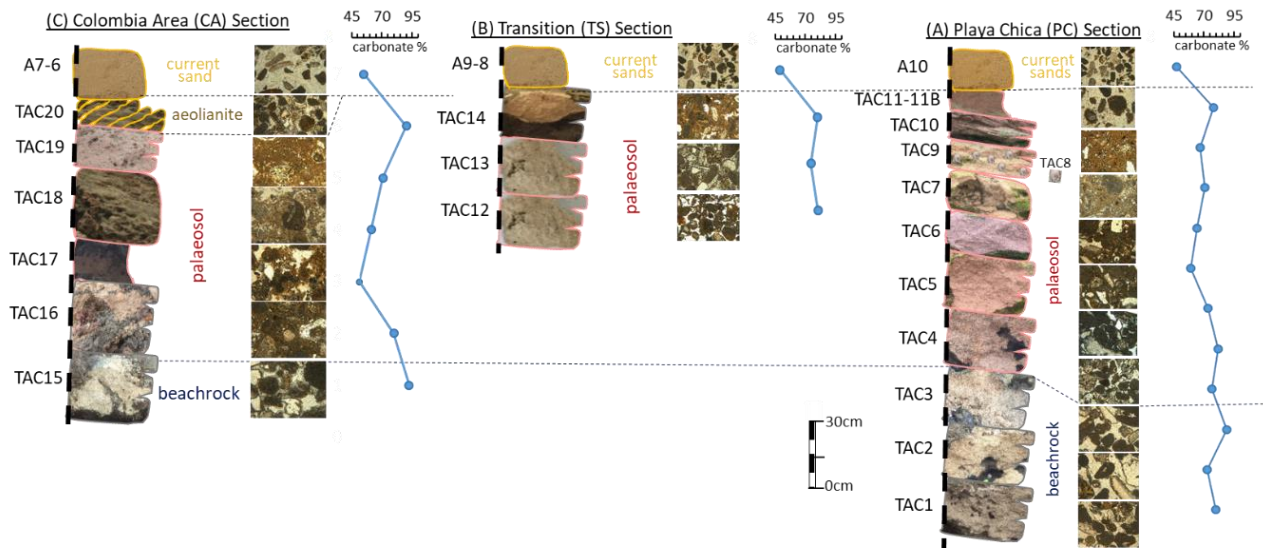 (C) Colombia Area (CA) Section
45 70 95
carbonate %
A7-6
current
sand
TAC20
aeolianite
TAC19
TAC18
palaeosol
TAC17
TAC16
TAC15
beachrock
(B) Transition (TS) Section
45 70 95
carbonate %
A9-8
current
sands
TAC14
TAC13
palaeosol
TAC12
30cm
0cm
(A) Playa Chica (PC) Section
45 70 95
carbonate %
A10
current
sands
TAC11-11B
TAC10
TAC9
TAC8
TAC7
TAC6
palaeosol
TAC5
TAC4
TAC3
TAC2
beachrock
TAC1